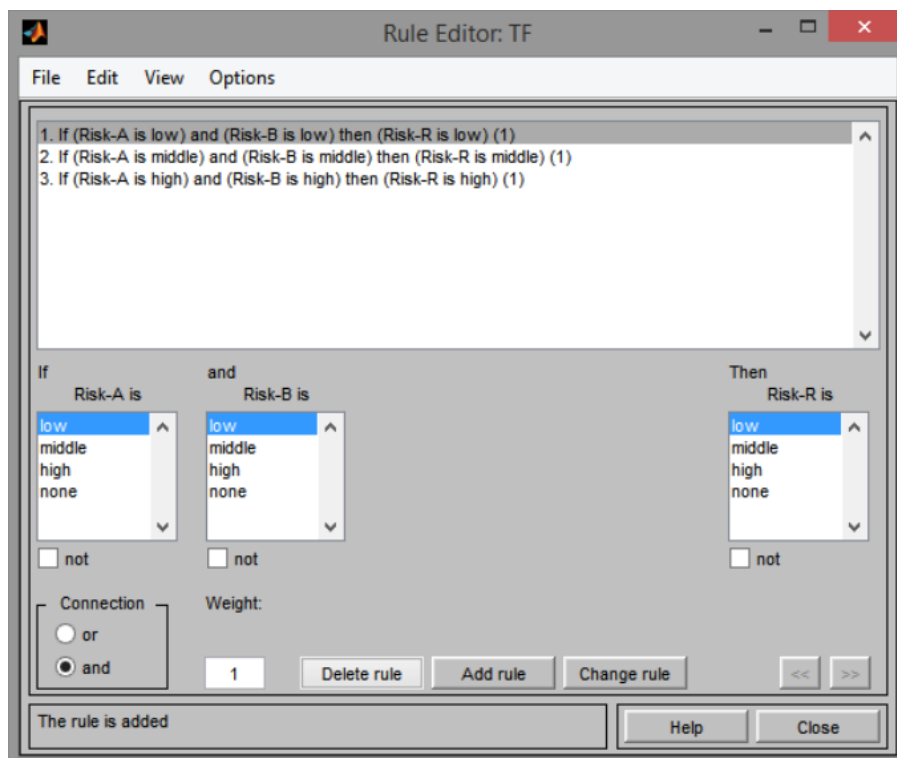 Rule Editor: TF
File Edit View Options
1. If (Risk-A is low) and (Risk-B is low) then (Risk-R is low) (1)
2. If (Risk-A is middle) and (Risk-B is middle) then (Risk-R is middle) (1)
3. If (Risk-A is high) and (Risk-B is high) then (Risk-R is high) (1)
If and Then
Risk-A is Risk-B is Risk-R is
low low low
middle middle middle
high high high
none none none
not not not
Connection Weight:
or
and 1 Delete rule Add rule Change rule << >>
The rule is added Help Close